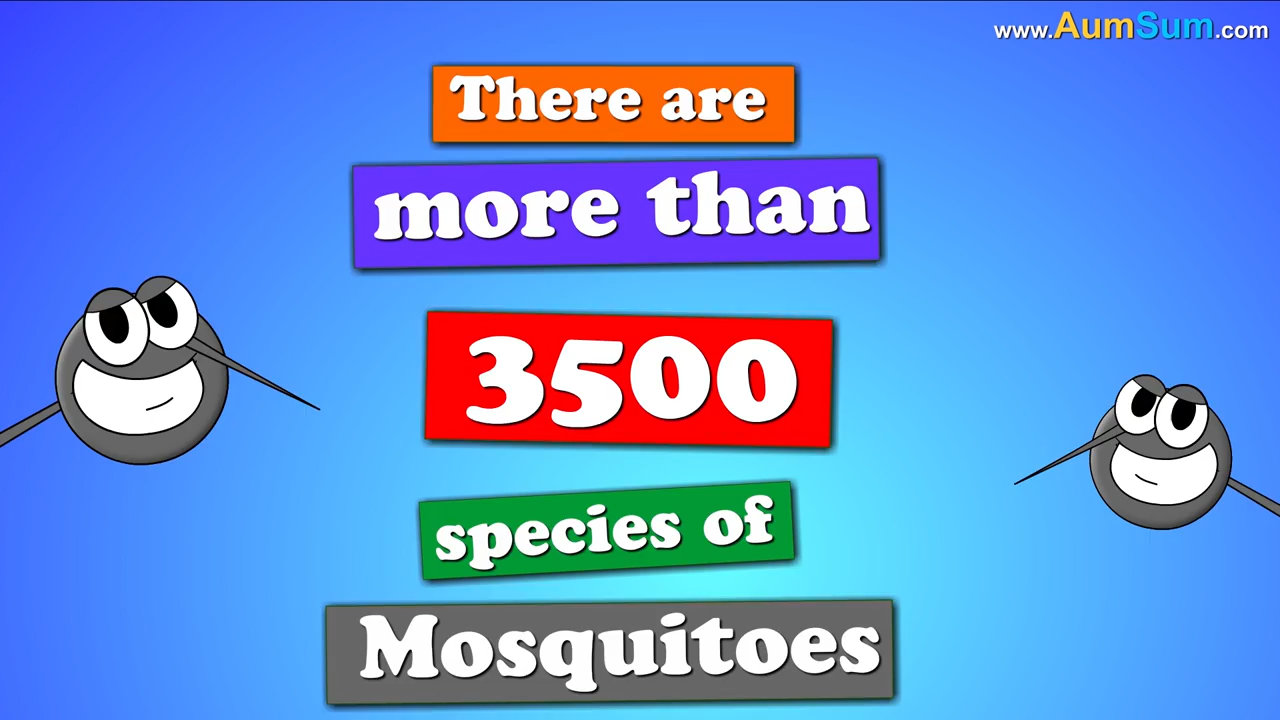 www.AumSum.com
There are
more than
3500
species of
Mosquitoes